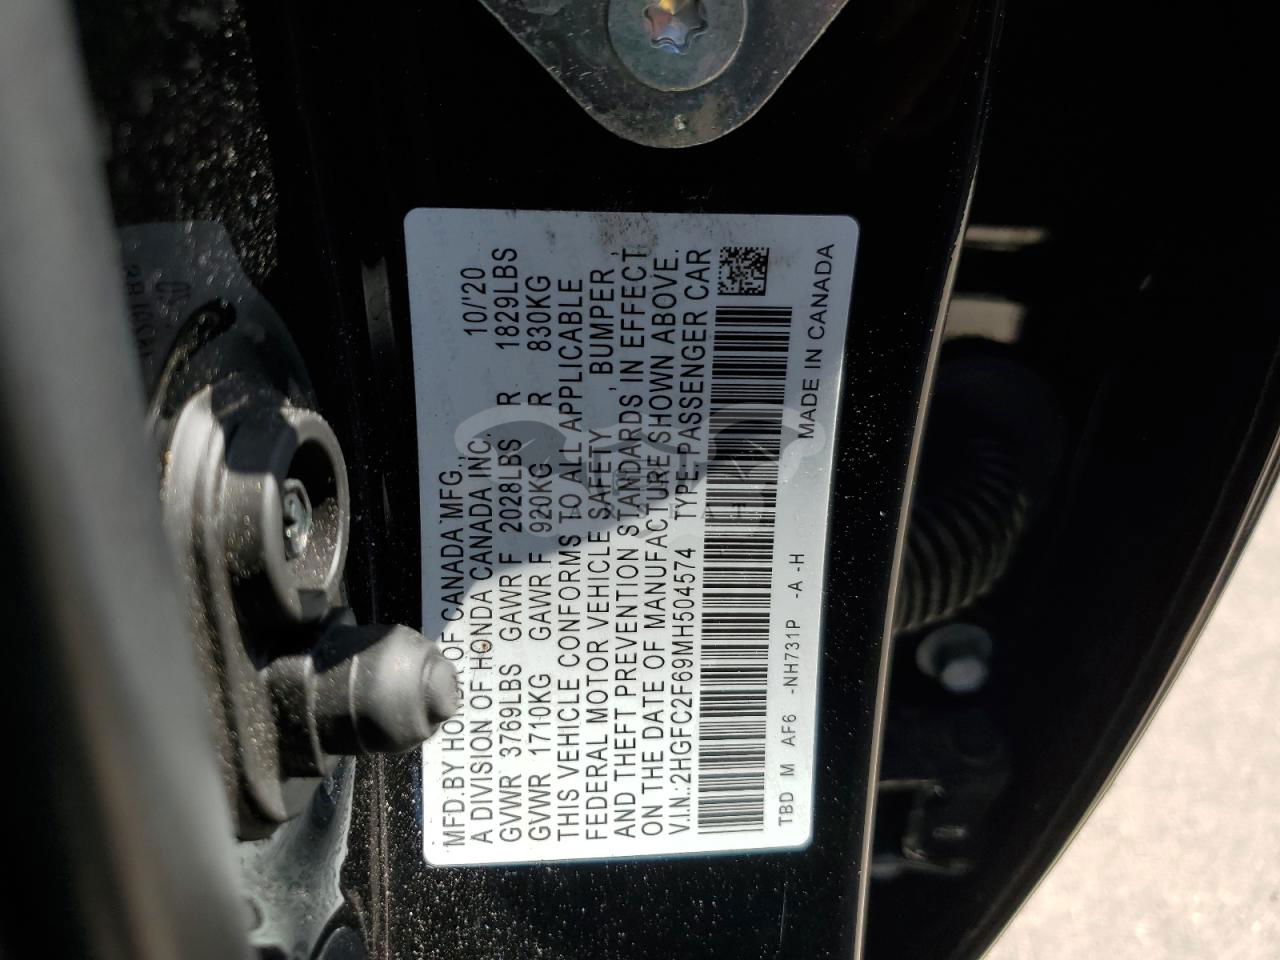 MFD.BY HONDA OF CANADA MFG.,
A DIVISION OF HONDA CANADA INC. 10/'20
GVWR 3769LBS GAWR F 2028LBS R 1829LBS
GVWR 1710KG GAWR F 920KG R 830KG
THIS VEHICLE CONFORMS TO ALL APPLICABLE
FEDERAL MOTOR VEHICLE SAFETY , BUMPER ,
AND THEFT PREVENTION STANDARDS IN EFFECT
ON THE DATE OF MANUFACTURE SHOWN ABOVE.
V.I.N.:2HGFC2F69MH504574 TYPE:PASSENGER CAR
TBD M AF6 -NH731P -A -H MADE IN CANADA